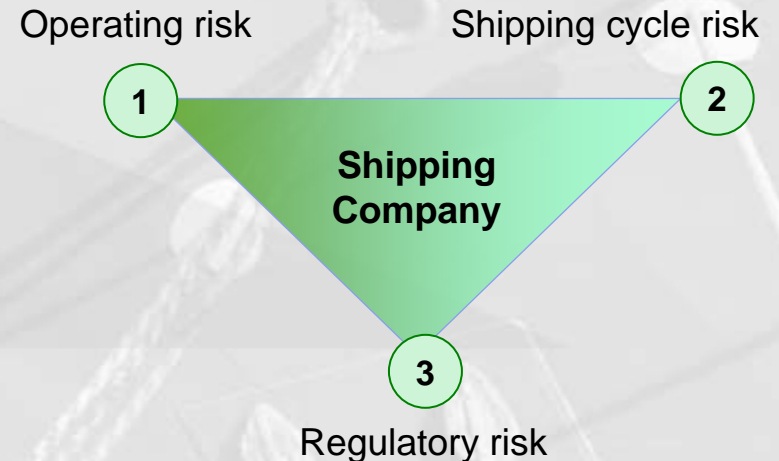 Operating risk
Shipping cycle risk
1
2
Shipping
Company
3
Regulatory risk